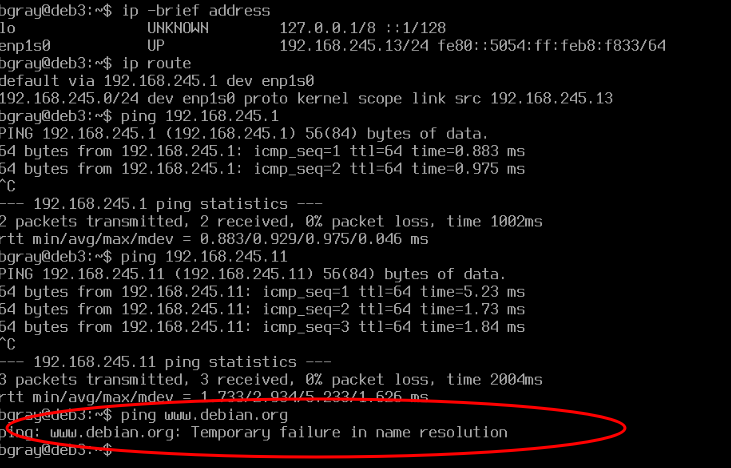 bgray@deb3:~$ ip -brief address
lo UNKNOWN 127.0.0.1/8 ::1/128
enp1s0 UP 192.168.245.13/24 fe80::5054:ff:feb8:f833/64
bgray@deb3:~$ ip route
default via 192.168.245.1 dev enp1s0
192.168.245.0/24 dev enp1s0 proto kernel scope link src 192.168.245.13
bgray@deb3:~$ ping 192.168.245.1
PING 192.168.245.1 (192.168.245.1) 56(84) bytes of data.
64 bytes from 192.168.245.1: icmp_seq=1 ttl=64 time=0.883 ms
64 bytes from 192.168.245.1: icmp_seq=2 ttl=64 time=0.975 ms
^C
--- 192.168.245.1 ping statistics ---
2 packets transmitted, 2 received, 0% packet loss, time 1002ms
rtt min/avg/max/mdev = 0.883/0.929/0.975/0.046 ms
bgray@deb3:~$ ping 192.168.245.11
PING 192.168.245.11 (192.168.245.11) 56(84) bytes of data.
64 bytes from 192.168.245.11: icmp_seq=1 ttl=64 time=5.23 ms
64 bytes from 192.168.245.11: icmp_seq=2 ttl=64 time=1.73 ms
64 bytes from 192.168.245.11: icmp_seq=3 ttl=64 time=1.84 ms
^C
--- 192.168.245.11 ping statistics ---
3 packets transmitted, 3 received, 0% packet loss, time 2004ms
rtt min/avg/max/mdev = 1.733/2.934/5.233/1.626 ms
bgray@deb3:~$ ping www.debian.org
ping: www.debian.org: Temporary failure in name resolution
bgray@deb3:~$